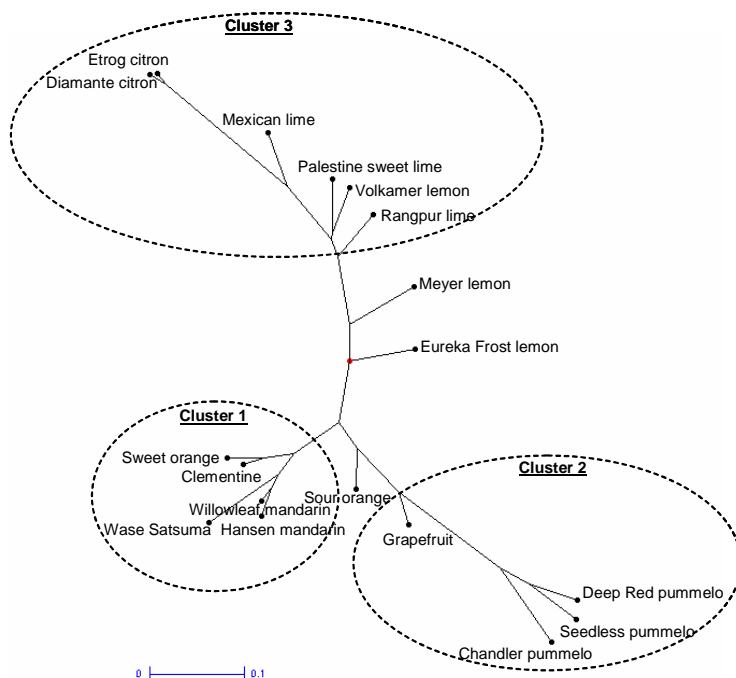 Cluster 3
Etrog citron
Diamante citron
Mexican lime
Palestine sweet lime
Volkamer lemon
Rangpur lime
Meyer lemon
Eureka Frost lemon
Cluster 1
Sweet orange
Clementine
Willowleaf mandarin
Wase Satsuma
Hansen mandarin
Sour orange
Cluster 2
Grapefruit
Deep Red pummelo
Seedless pummelo
Chandler pummelo
0 0.1